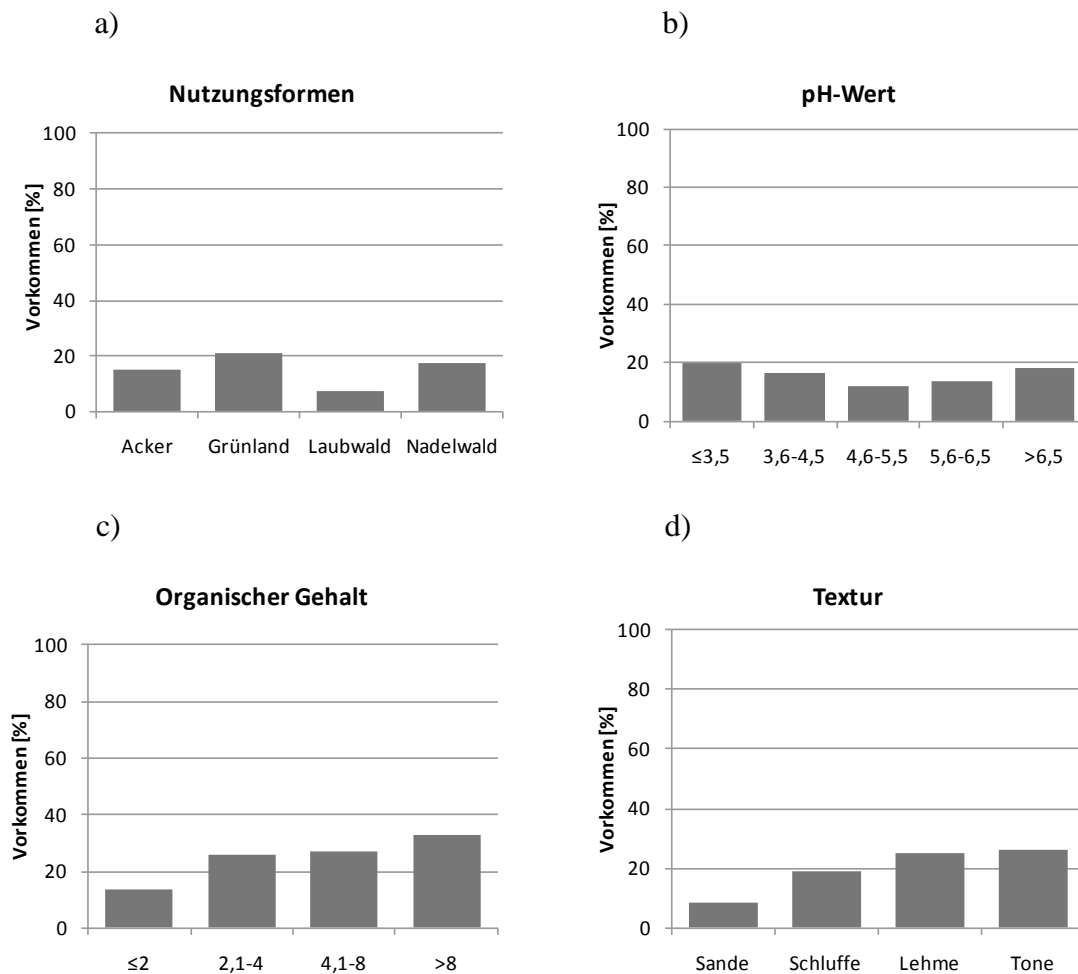 a)
Nutzungsformen
Vorkommen [%]
100
80
60
40
20
0
Acker Grünland Laubwald Nadelwald
b)
pH-Wert
Vorkommen [%]
100
80
60
40
20
0
≤3,5 3,6-4,5 4,6-5,5 5,6-6,5 >6,5
c)
Organischer Gehalt
Vorkommen [%]
100
80
60
40
20
0
≤2 2,1-4 4,1-8 >8
d)
Textur
Vorkommen [%]
100
80
60
40
20
0
Sande Schluffe Lehme Tone